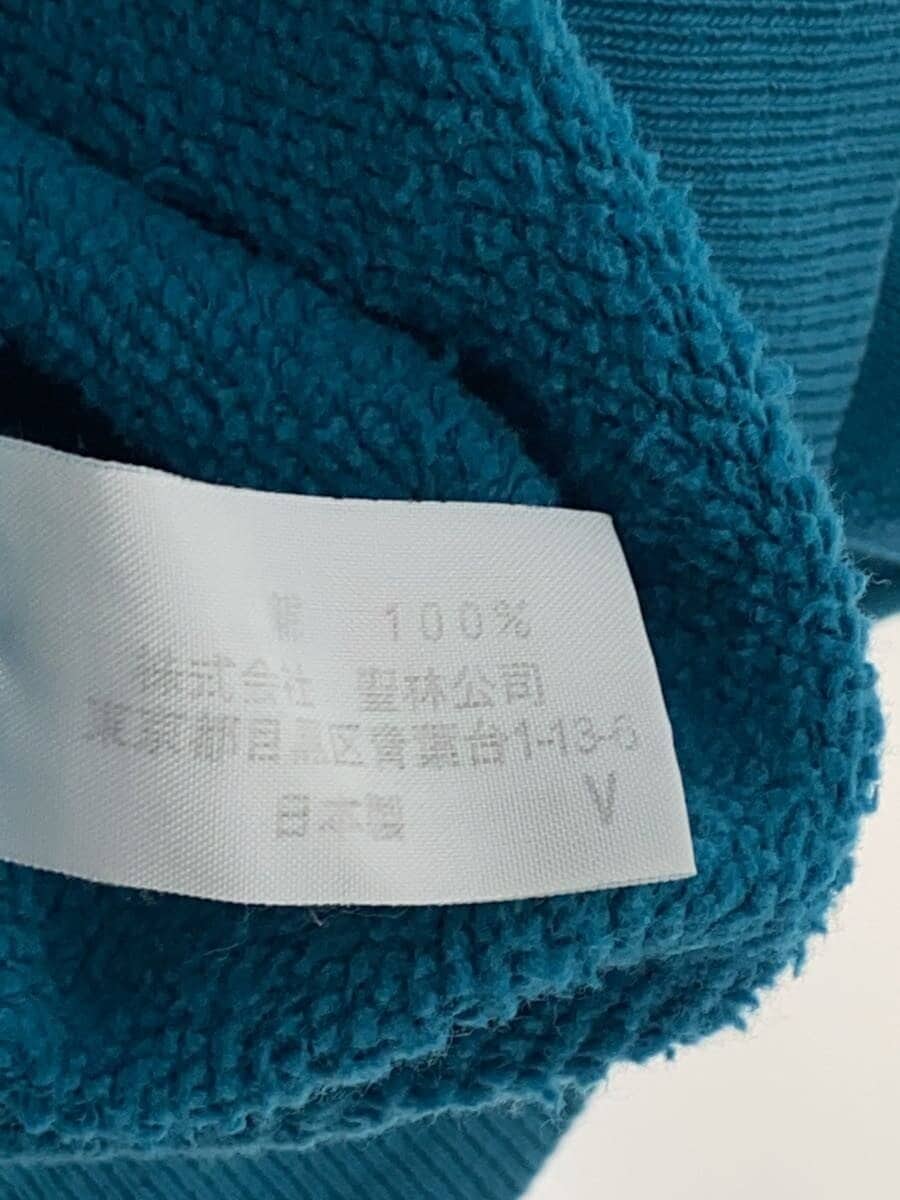 綿 100%
株式会社 聖林公司
東京都目黒区青葉台1-13-6
日本製 V